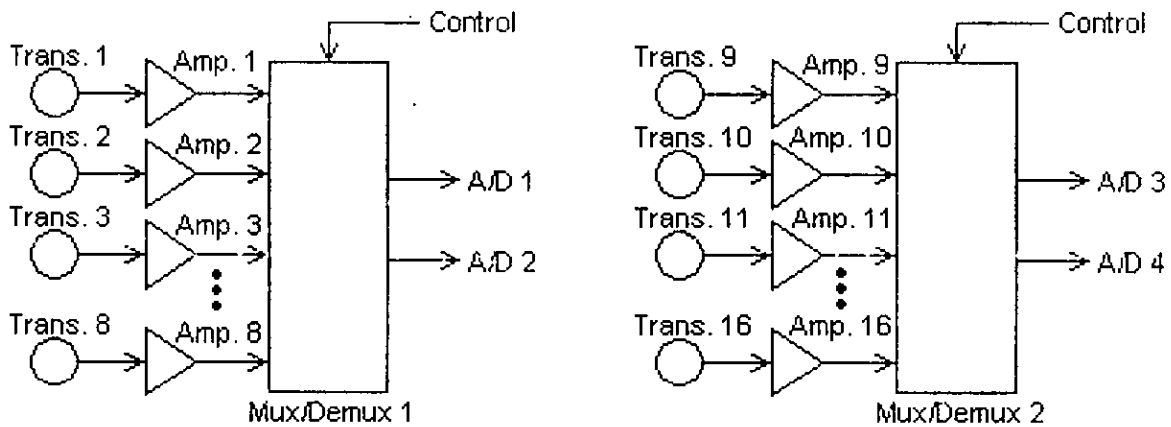 Control
Trans. 1
Amp. 1
Trans. 2
Amp. 2
A/D 1
Trans. 3
Amp. 3
A/D 2
Trans. 8
Amp. 8
Mux/Demux 1
Control
Trans. 9
Amp. 9
Trans. 10
Amp. 10
A/D 3
Trans. 11
Amp. 11
A/D 4
Trans. 16
Amp. 16
Mux/Demux 2